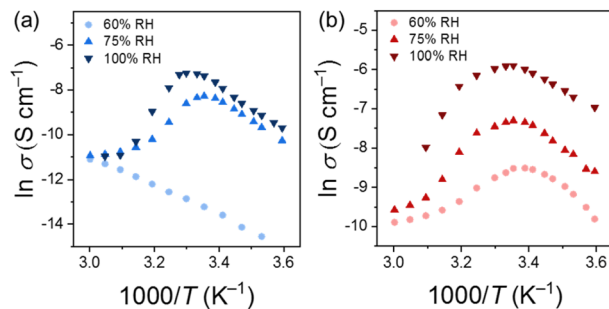 (a)
60% RH
75% RH
100% RH
-6
-8
-10
-12
-14
ln σ (S cm⁻¹)
3.0 3.2 3.4 3.6
1000/T (K⁻¹)
(b)
60% RH
75% RH
100% RH
-5
-6
-7
-8
-9
-10
ln σ (S cm⁻¹)
3.0 3.2 3.4 3.6
1000/T (K⁻¹)